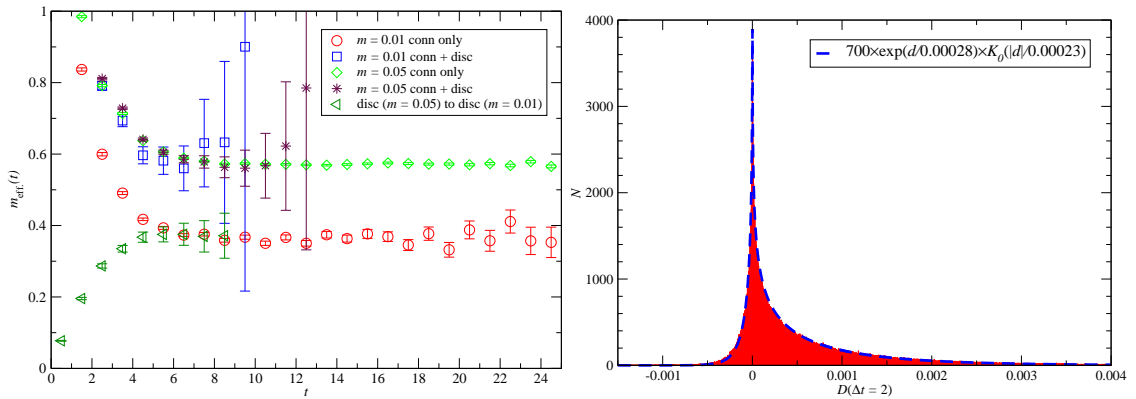 1
0.8
0.6
0.4
0.2
0
m_eff.(t)
0 2 4 6 8 10 12 14 16 18 20 22 24
t
m = 0.01 conn only
m = 0.01 conn + disc
m = 0.05 conn only
m = 0.05 conn + disc
disc (m = 0.05) to disc (m = 0.01)
4000
3000
2000
1000
0
N
-0.001 0 0.001 0.002 0.003 0.004
D(Δt = 2)
700×exp(d/0.00028)×K_0(|d|/0.00023)